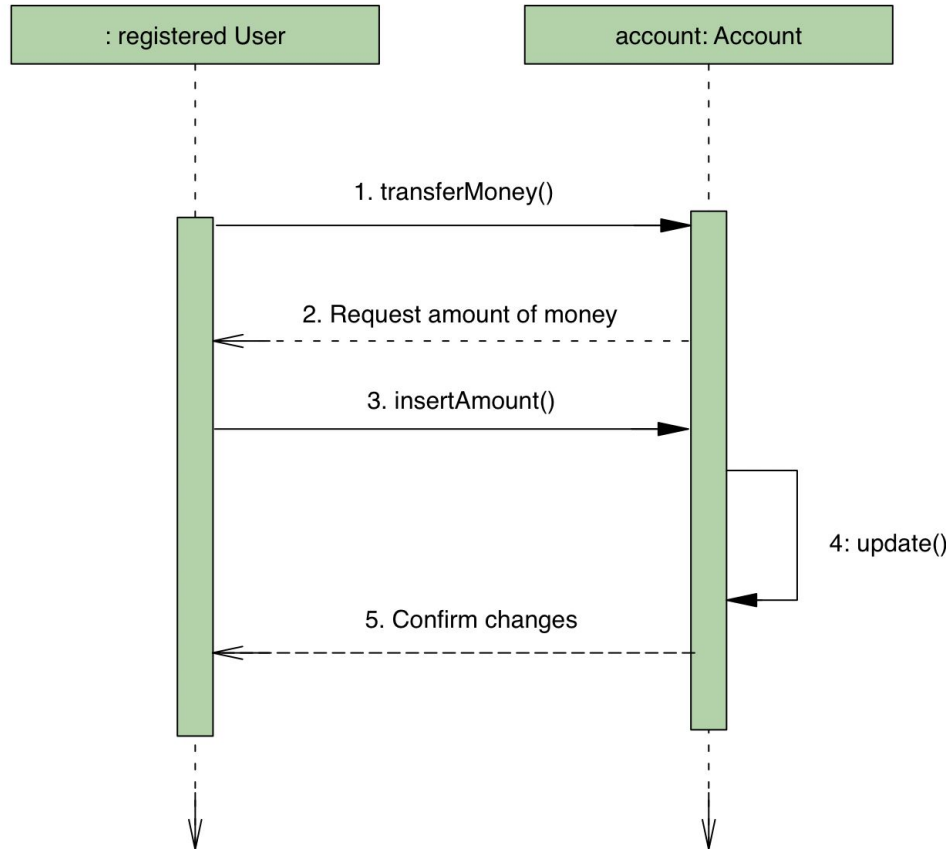 : registered User
account: Account
1. transferMoney()
2. Request amount of money
3. insertAmount()
4: update()
5. Confirm changes